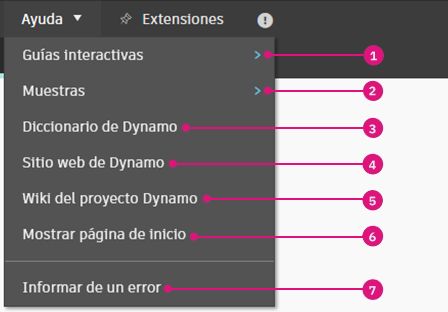 Ayuda Extensiones !
Guías interactivas 1
Muestras 2
Diccionario de Dynamo 3
Sitio web de Dynamo 4
Wiki del proyecto Dynamo 5
Mostrar página de inicio 6
Informar de un error 7